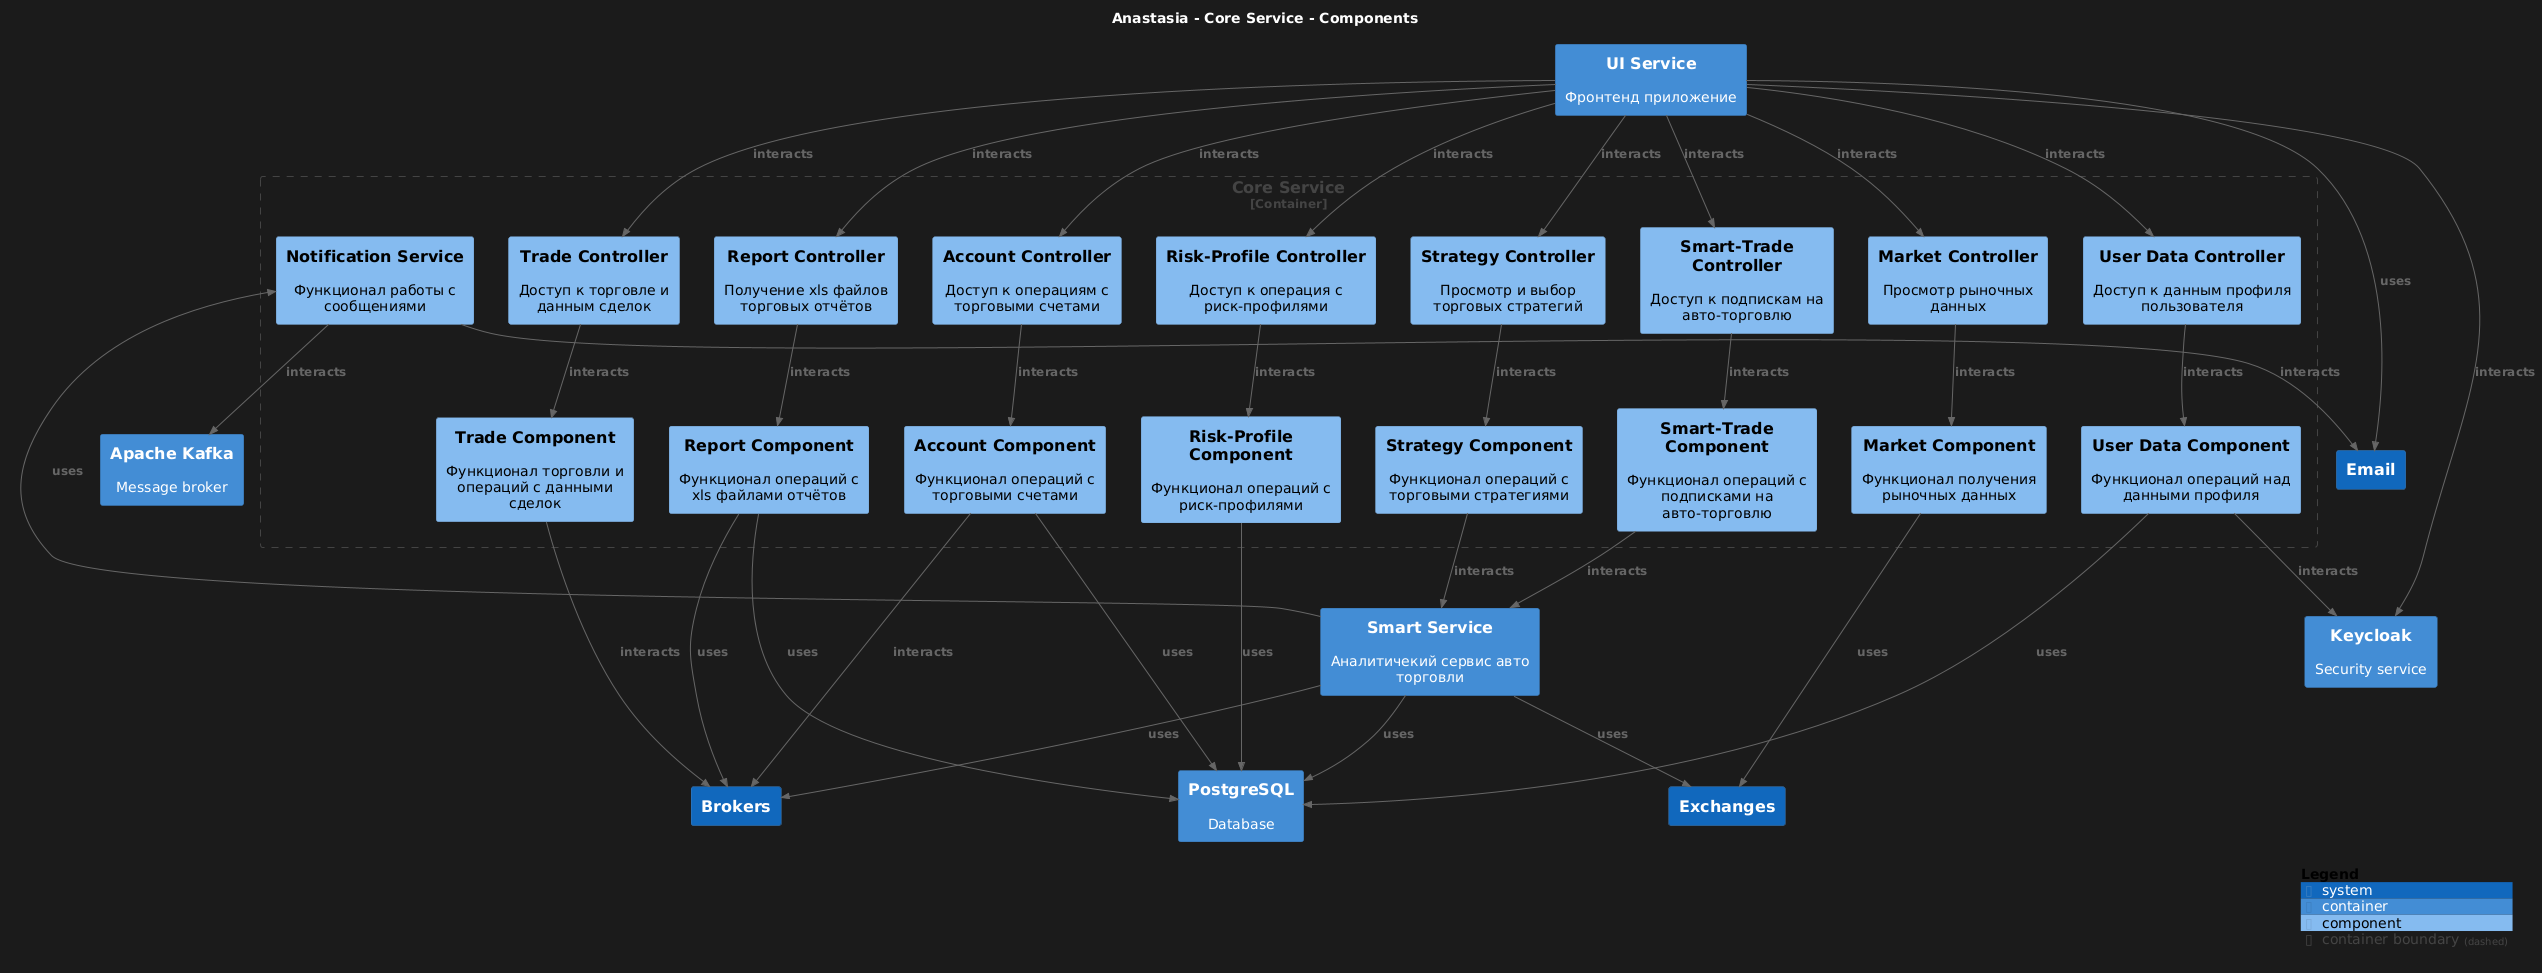 Anastasia - Core Service - Components
UI Service
Фронтенд приложение
interacts
interacts
interacts
interacts
interacts
interacts
interacts
interacts
Core Service
[Container]
Notification Service
Функционал работы с
сообщениями
Trade Controller
Доступ к торговле и
данным сделок
Report Controller
Получение xls файлов
торговых отчётов
Account Controller
Доступ к операциям с
торговыми счетами
Risk-Profile Controller
Доступ к операция с
риск-профилями
Strategy Controller
Просмотр и выбор
торговых стратегий
Smart-Trade
Controller
Доступ к подпискам на
авто-торговлю
Market Controller
Просмотр рыночных
данных
User Data Controller
Доступ к данным профиля
пользователя
uses
interacts
interacts
interacts
interacts
interacts
interacts
interacts
interacts
interacts
interacts
interacts
uses
Apache Kafka
Message broker
Trade Component
Функционал торговли и
операций с данными
сделок
Report Component
Функционал операций с
xls файлами отчётов
Account Component
Функционал операций с
торговыми счетами
Risk-Profile
Component
Функционал операций с
риск-профилями
Strategy Component
Функционал операций с
торговыми стратегиями
Smart-Trade
Component
Функционал операций с
подписками на
авто-торговлю
Market Component
Функционал получения
рыночных данных
User Data Component
Функционал операций над
данными профиля
Email
interacts
interacts
interacts
Smart Service
Аналитичекий сервис авто
торговли
Keycloak
Security service
interacts
uses
uses
interacts
uses
uses
uses
uses
uses
uses
uses
Brokers
PostgreSQL
Database
Exchanges
Legend
system
container
component
container boundary (dashed)